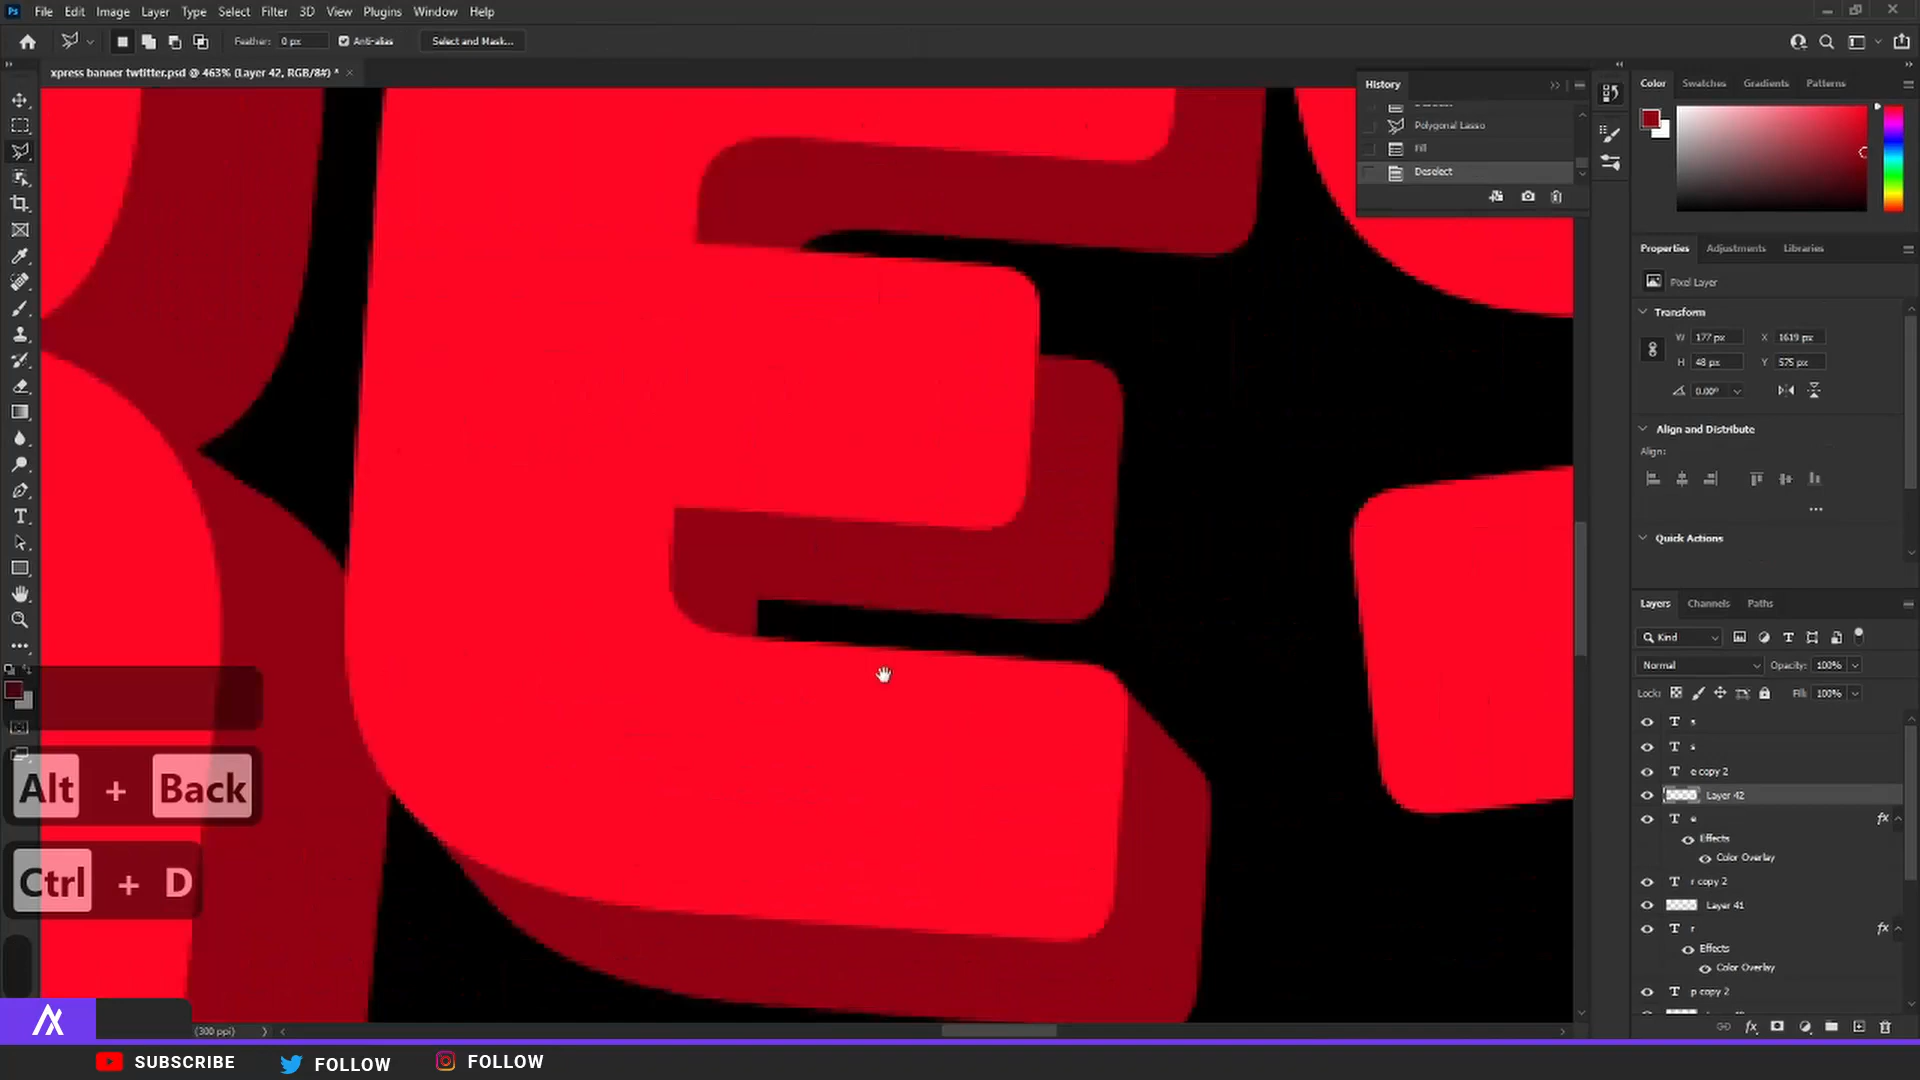 Ps File Edit Image Layer Type Select Filter 3D View Plugins Window Help
Feather: 0 px Anti-alias Select and Mask...
xpress banner twtitter.psd @ 463% (Layer 42, RGB/8#) * ×
History
Polygonal Lasso
Fill
Deselect
Color Swatches Gradients Patterns
Properties Adjustments Libraries
Pixel Layer
Transform
W 177 px X 1619 px
H 48 px Y 575 px
0.00°
Align and Distribute
Align:
Quick Actions
Layers Channels Paths
Kind
Normal Opacity: 100%
Lock: Fill: 100%
T s
T s
T e copy 2
Layer 42
T e fx
Effects
Color Overlay
T r copy 2
Layer 41
T r fx
Effects
Color Overlay
T p copy 2
E
Alt + Back
Ctrl + D
(300 ppi)
SUBSCRIBE FOLLOW FOLLOW